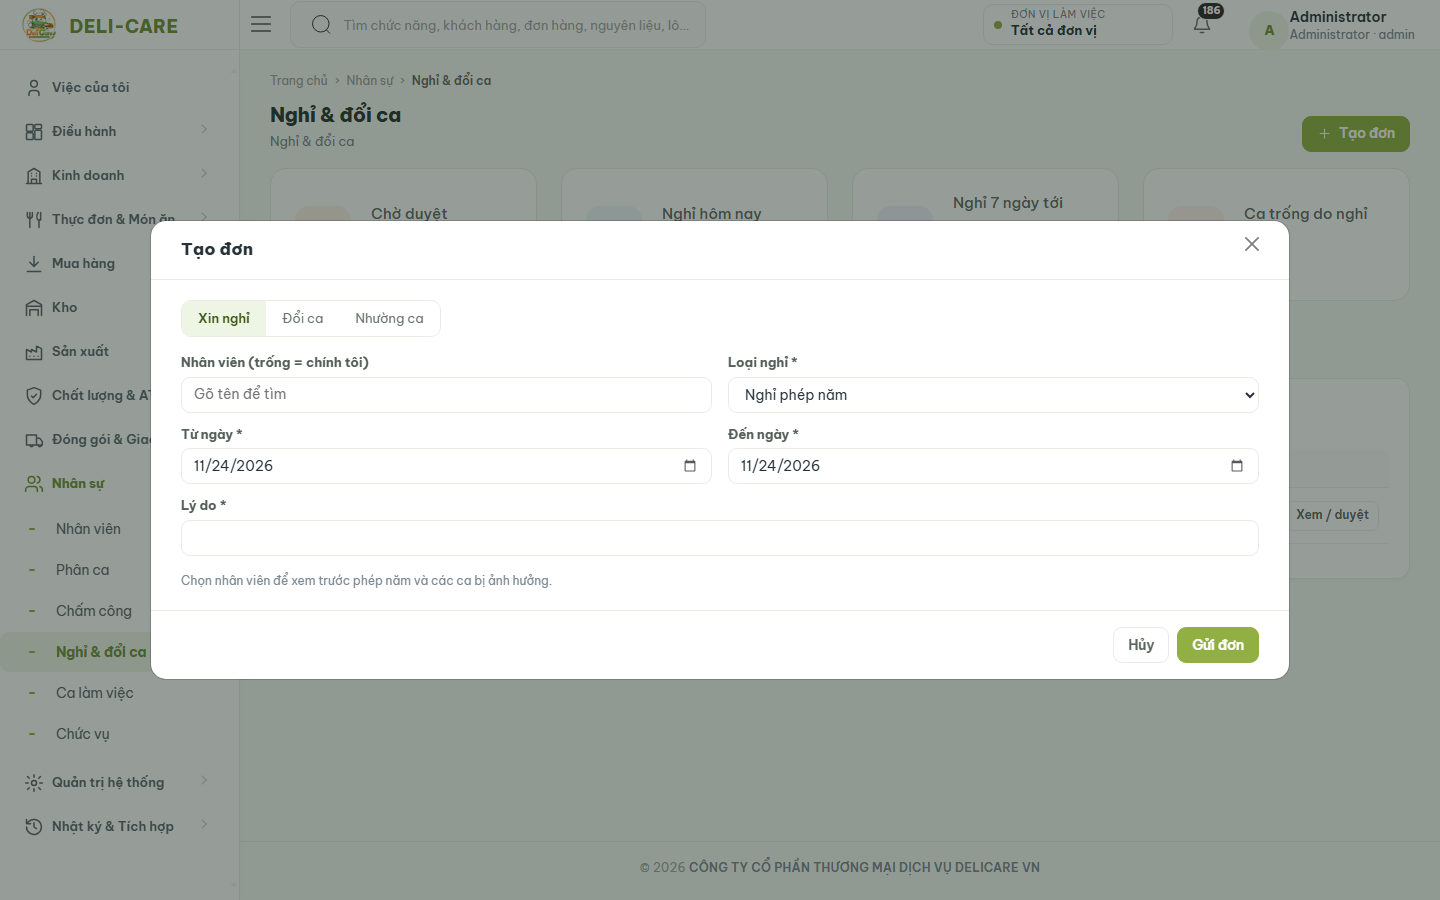 DELI-CARE
Tìm chức năng, khách hàng, đơn hàng, nguyên liệu, lô...
ĐƠN VỊ LÀM VIỆC
Tất cả đơn vị
186
A
Administrator
Administrator · admin
Việc của tôi
Điều hành
Kinh doanh
Thực đơn & Món ăn
Mua hàng
Kho
Sản xuất
Chất lượng & AT
Đóng gói & Giao
Nhân sự
Nhân viên
Phân ca
Chấm công
Nghỉ & đổi ca
Ca làm việc
Chức vụ
Quản trị hệ thống
Nhật ký & Tích hợp
Trang chủ › Nhân sự › Nghỉ & đổi ca
Nghỉ & đổi ca
Nghỉ & đổi ca
+ Tạo đơn
Chờ duyệt
Nghỉ hôm nay
Nghỉ 7 ngày tới
Ca trống do nghỉ
Tạo đơn
Xin nghỉ
Đổi ca
Nhường ca
Nhân viên (trống = chính tôi)
Gõ tên để tìm
Loại nghỉ *
Nghỉ phép năm
Từ ngày *
11/24/2026
Đến ngày *
11/24/2026
Lý do *
Chọn nhân viên để xem trước phép năm và các ca bị ảnh hưởng.
Hủy
Gửi đơn
Xem / duyệt
© 2026 CÔNG TY CỔ PHẦN THƯƠNG MẠI DỊCH VỤ DELICARE VN